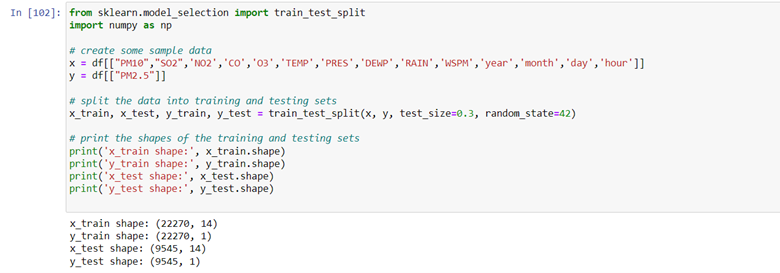 In [102]: from sklearn.model_selection import train_test_split
import numpy as np
# create some sample data
x = df[["PM10","SO2",'NO2','CO','O3','TEMP','PRES','DEWP','RAIN','WSPM','year','month','day','hour']]
y = df[["PM2.5"]]
# split the data into training and testing sets
x_train, x_test, y_train, y_test = train_test_split(x, y, test_size=0.3, random_state=42)
# print the shapes of the training and testing sets
print('x_train shape:', x_train.shape)
print('y_train shape:', y_train.shape)
print('x_test shape:', x_test.shape)
print('y_test shape:', y_test.shape)
x_train shape: (22270, 14)
y_train shape: (22270, 1)
x_test shape: (9545, 14)
y_test shape: (9545, 1)